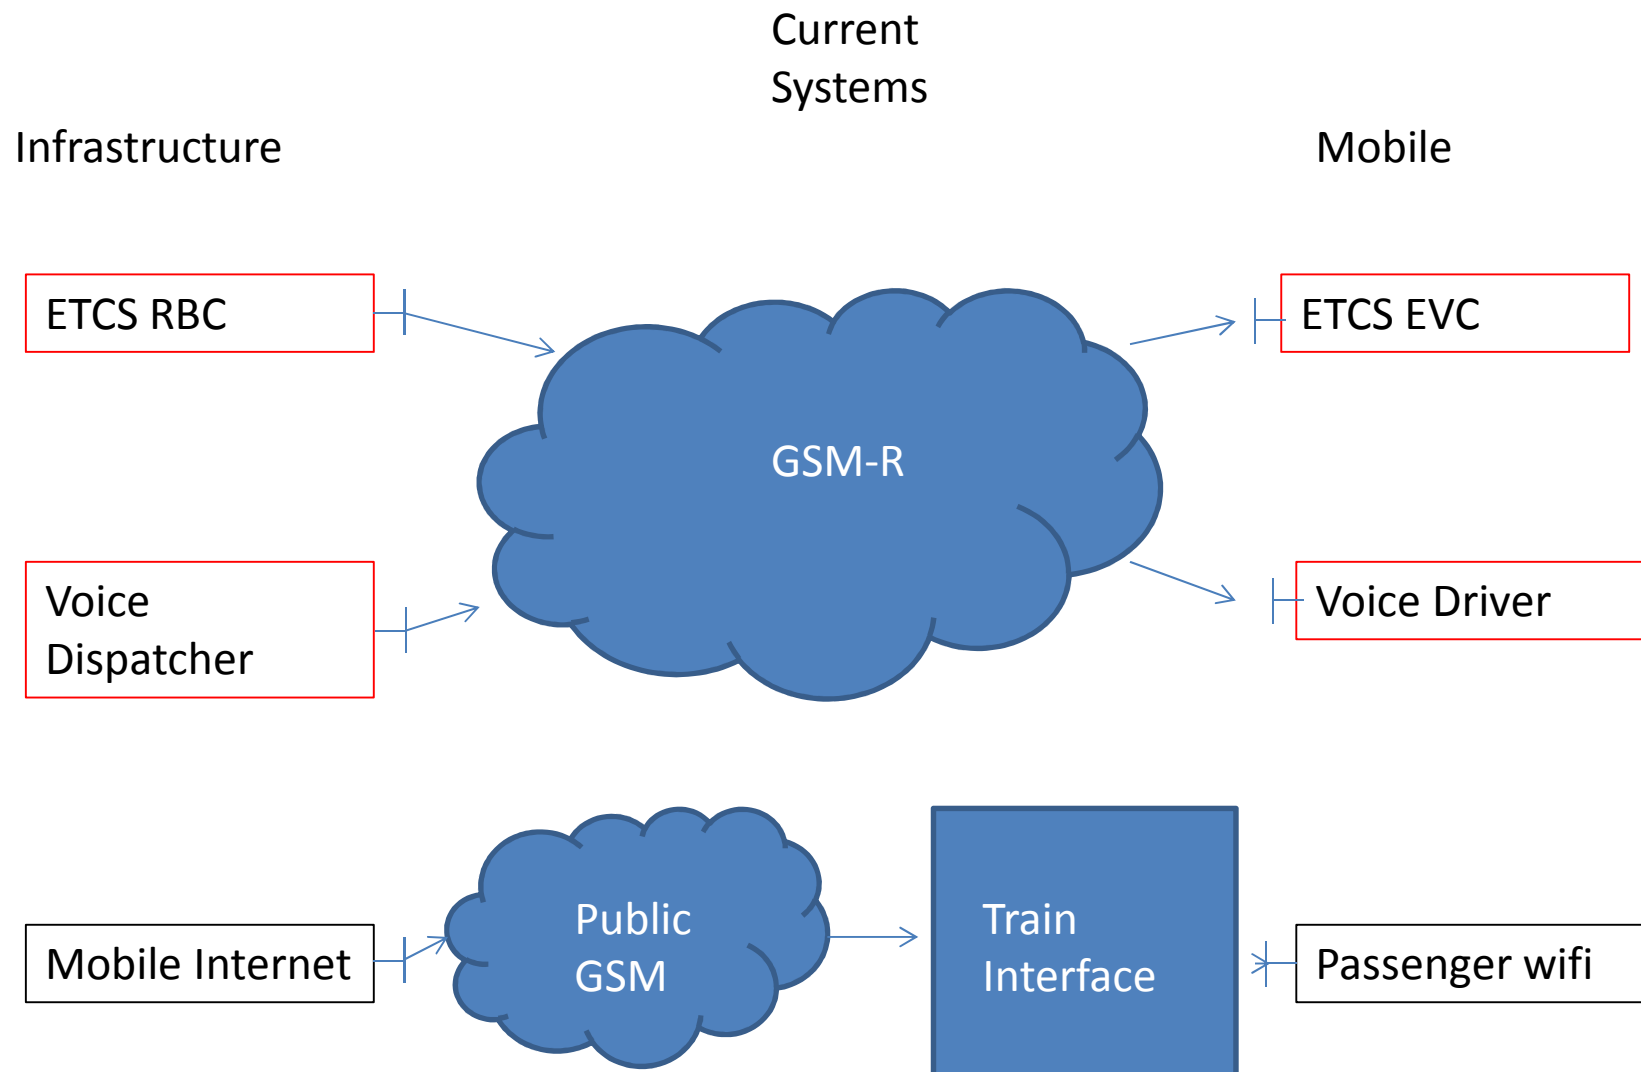 Current
Systems
Infrastructure
Mobile
ETCS RBC
ETCS EVC
GSM-R
Voice
Dispatcher
Voice Driver
Public
GSM
Train
Interface
Mobile Internet
Passenger wifi